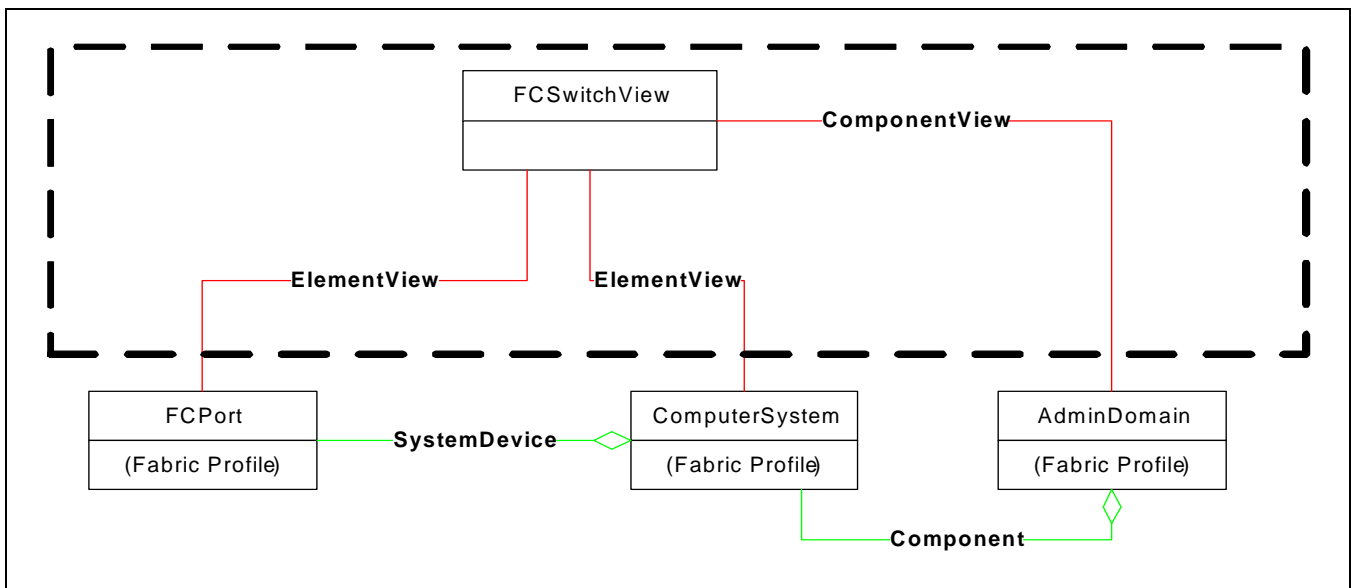 FCSwitchView
ComponentView
ElementView
ElementView
FCPort
(Fabric Profile)
SystemDevice
ComputerSystem
(Fabric Profile)
AdminDomain
(Fabric Profile)
Component